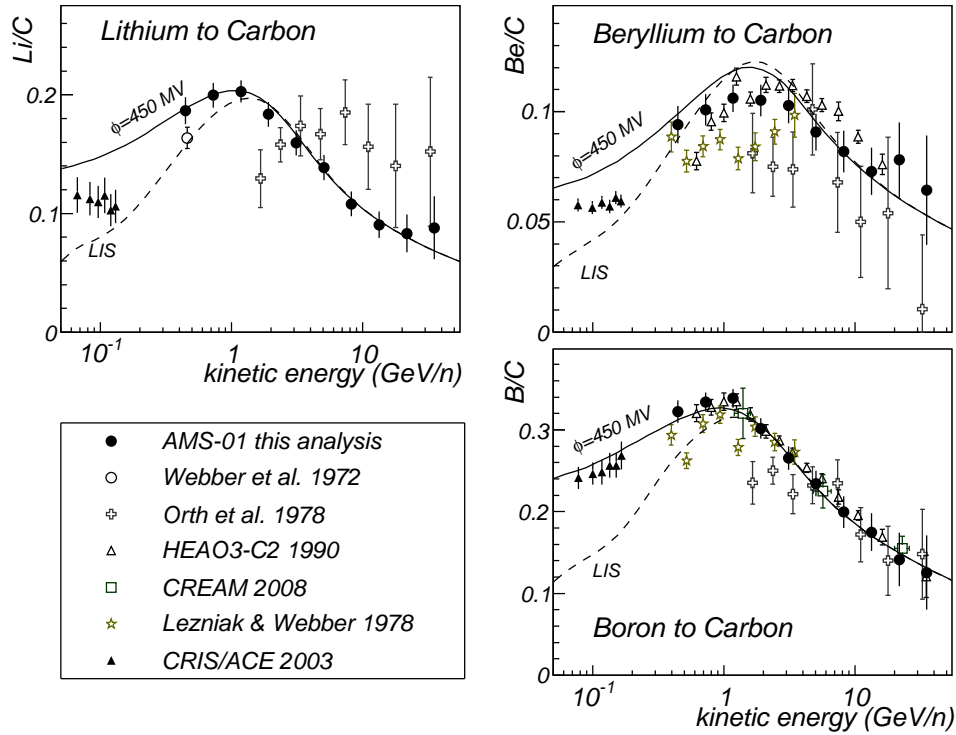 Lithium to Carbon
Li/C
0.2
0.1
0
ϕ=450 MV
LIS
10⁻¹ 1 10
kinetic energy (GeV/n)
Beryllium to Carbon
Be/C
0.1
0.05
0
ϕ=450 MV
LIS
AMS-01 this analysis
Webber et al. 1972
Orth et al. 1978
HEAO3-C2 1990
CREAM 2008
Lezniak & Webber 1978
CRIS/ACE 2003
B/C
0.3
0.2
0.1
0
ϕ=450 MV
LIS
Boron to Carbon
10⁻¹ 1 10
kinetic energy (GeV/n)